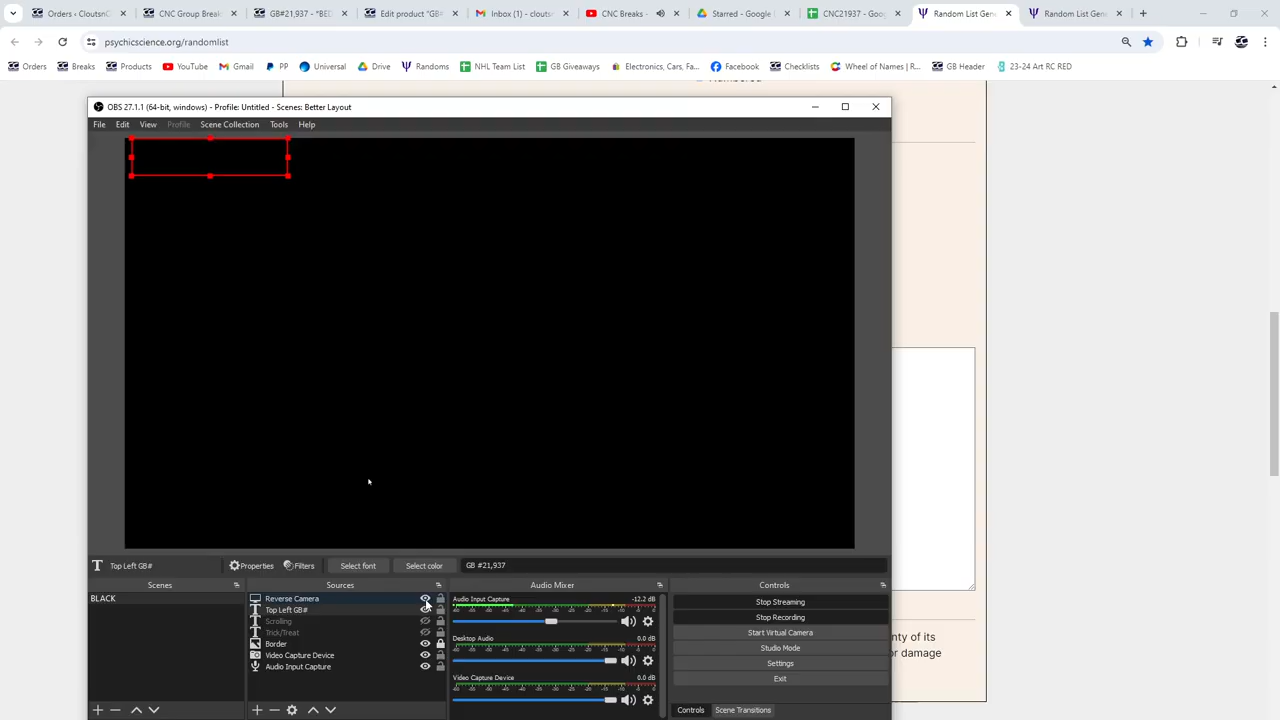 Orders ‹ CloutsnC
CNC Group Break
GB#21,937 - *BED
Edit product "GB
Inbox (1) - clouts
CNC Breaks -
Starred - Google
CNC21937 - Goo
Random List Gen
Random List Gen
psychicscience.org/randomlist
Orders
Breaks
Products
YouTube
Gmail
PP
Universal
Drive
Randoms
NHL Team List
GB Giveaways
Electronics, Cars, Fa...
Facebook
Checklists
Wheel of Names | R...
GB Header
23-24 Art RC RED
OBS 27.1.1 (64-bit, windows) - Profile: Untitled - Scenes: Better Layout
File Edit View Profile Scene Collection Tools Help
Top Left GB#
Properties
Filters
Select font
Select color
GB #21,937
Scenes
BLACK
Sources
Reverse Camera
Top Left GB#
Scrolling
Trick/Treat
Border
Video Capture Device
Audio Input Capture
Audio Mixer
Audio Input Capture -12.2 dB
Desktop Audio 0.0 dB
Video Capture Device 0.0 dB
Controls
Stop Streaming
Stop Recording
Start Virtual Camera
Studio Mode
Settings
Exit
Controls
Scene Transitions
nty of its
or damage